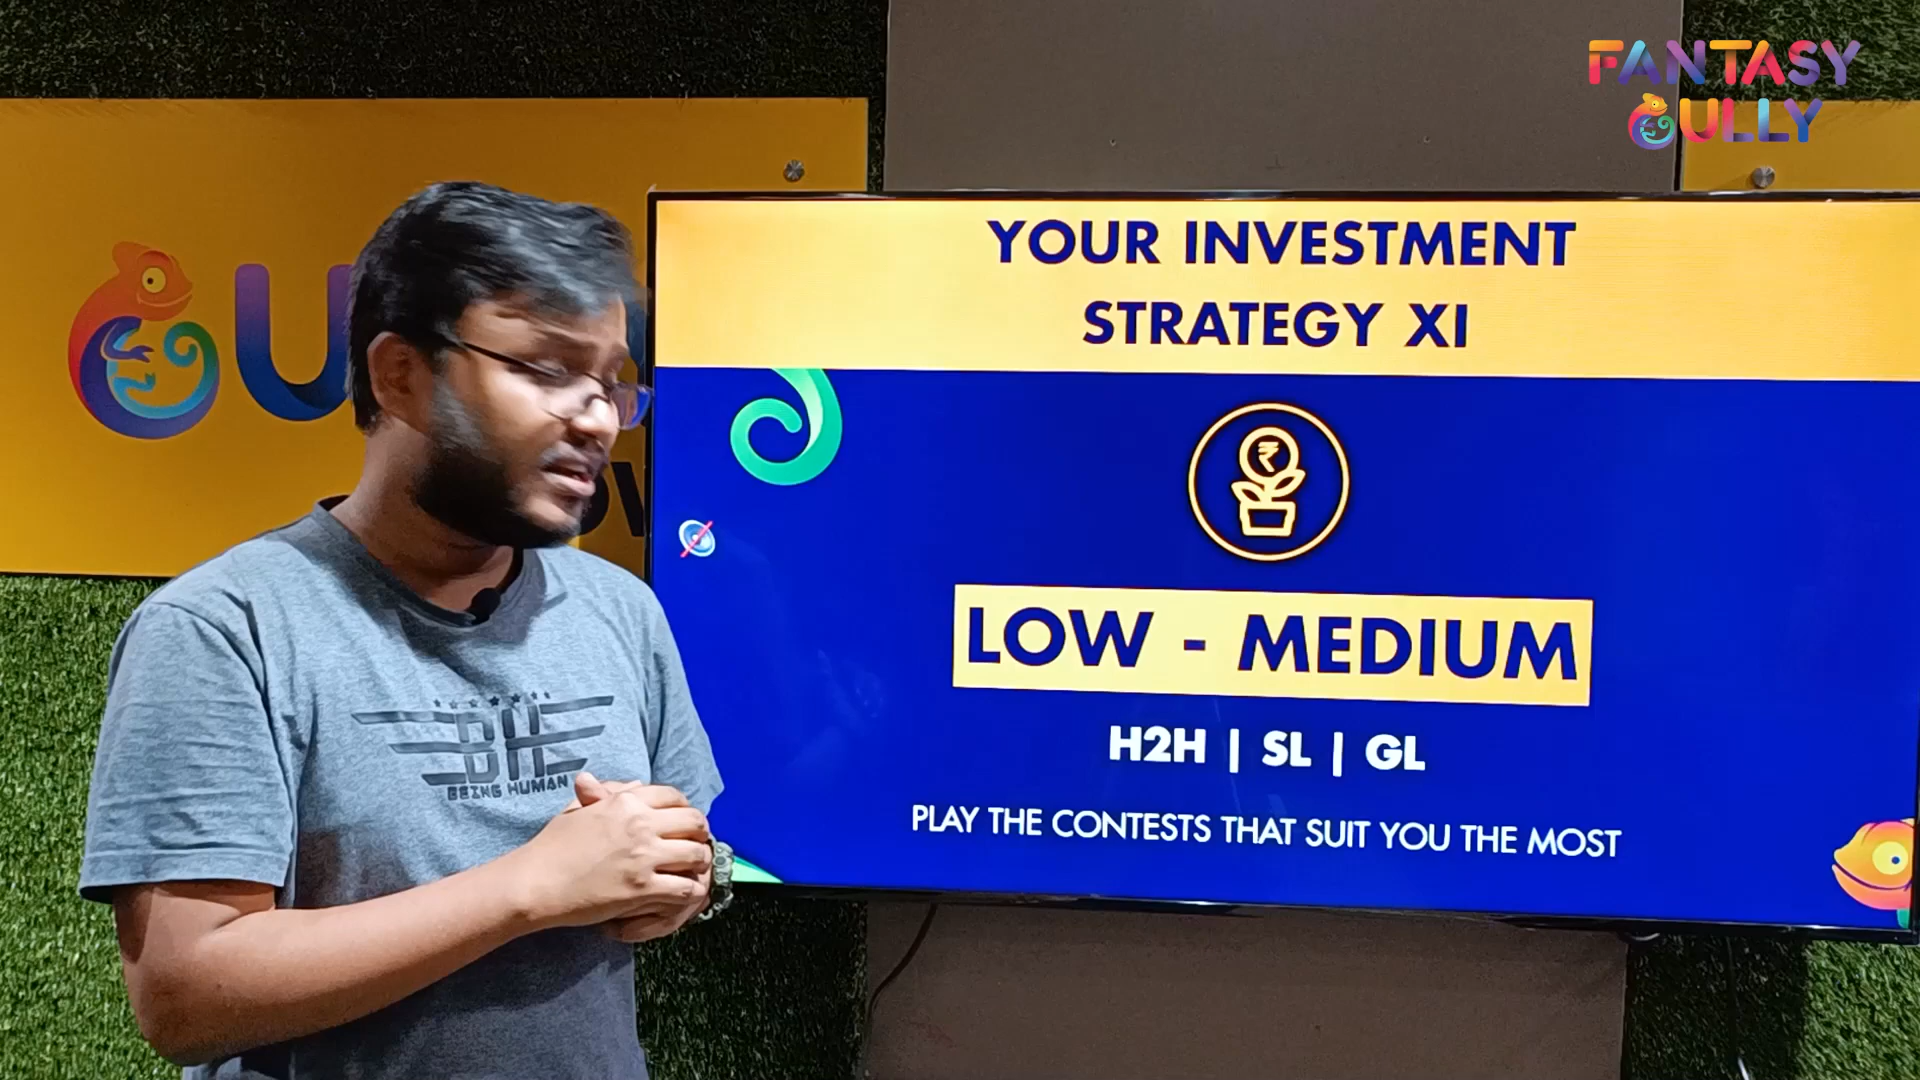 FANTASY
GULLY
YOUR INVESTMENT
STRATEGY XI
₹
LOW - MEDIUM
H2H | SL | GL
PLAY THE CONTESTS THAT SUIT YOU THE MOST
BH
BEING HUMAN